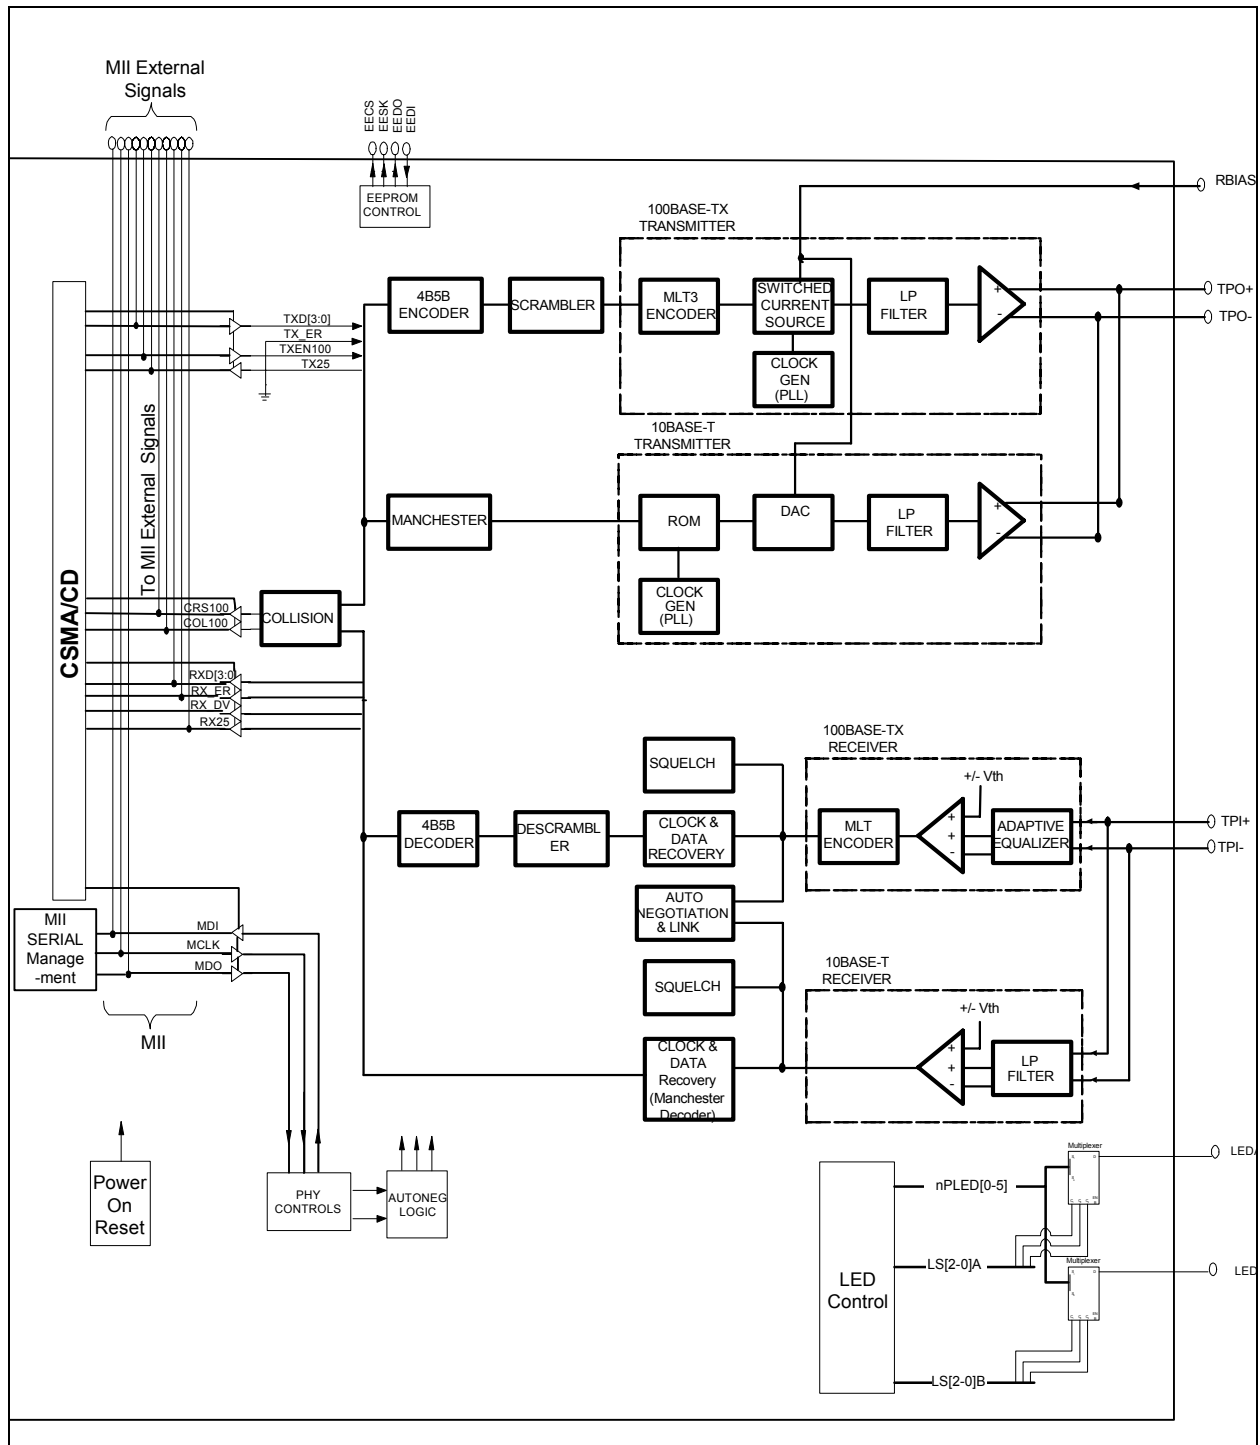 MII External
Signals
EECS
EESK
EEDO
EEDI
EEPROM
CONTROL
RBIAS
100BASE-TX
TRANSMITTER
4B5B
ENCODER
SCRAMBLER
MLT3
ENCODER
SWITCHED
CURRENT
SOURCE
LP
FILTER
+
-
TPO+
TPO-
CLOCK
GEN
(PLL)
TXD[3:0]
TX_ER
TXEN100
TX25
To MII External Signals
10BASE-T
TRANSMITTER
MANCHESTER
ROM
DAC
LP
FILTER
+
-
CLOCK
GEN
(PLL)
CSMA/CD
CRS100
COL100
COLLISION
RXD[3:0]
RX_ER
RX_DV
RX25
100BASE-TX
RECEIVER
SQUELCH
+/- Vth
4B5B
DECODER
DESCRAMBL
ER
CLOCK &
DATA
RECOVERY
MLT
ENCODER
+
+
-
ADAPTIVE
EQUALIZER
TPI+
TPI-
AUTO
NEGOTIATION
& LINK
MII
SERIAL
Manage
-ment
MDI
MCLK
MDO
MII
10BASE-T
RECEIVER
SQUELCH
+/- Vth
CLOCK &
DATA
Recovery
(Manchester
Decoder)
+
+
-
LP
FILTER
Power
On
Reset
PHY
CONTROLS
AUTONEG
LOGIC
LED
Control
nPLED[0-5]
LS[2-0]A
LS[2-0]B
Multiplexer
LEDA
Multiplexer
LED